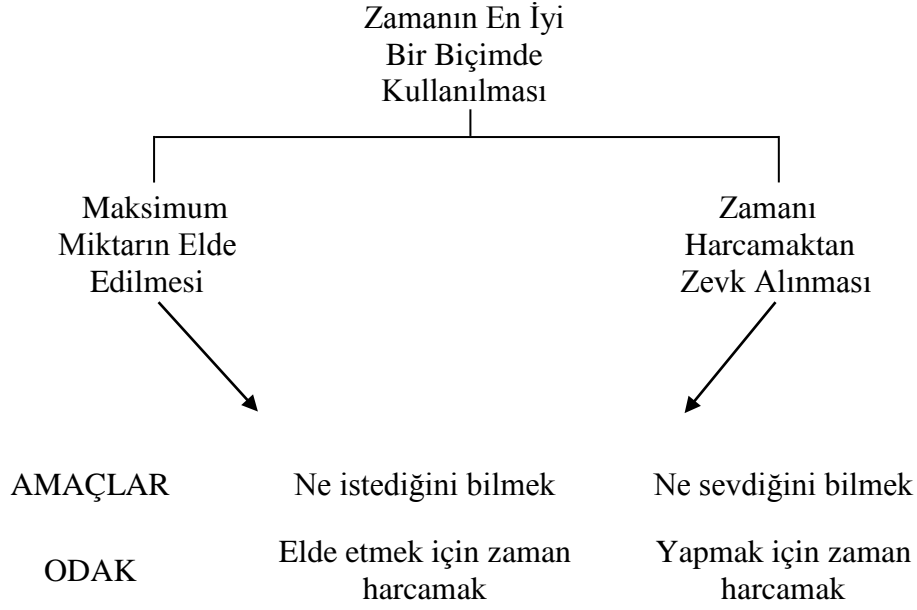 Zamanın En İyi
Bir Biçimde
Kullanılması
Maksimum
Miktarın Elde
Edilmesi
Zamanı
Harcamaktan
Zevk Alınması
AMAÇLAR
Ne istediğini bilmek
Ne sevdiğini bilmek
ODAK
Elde etmek için zaman
harcamak
Yapmak için zaman
harcamak